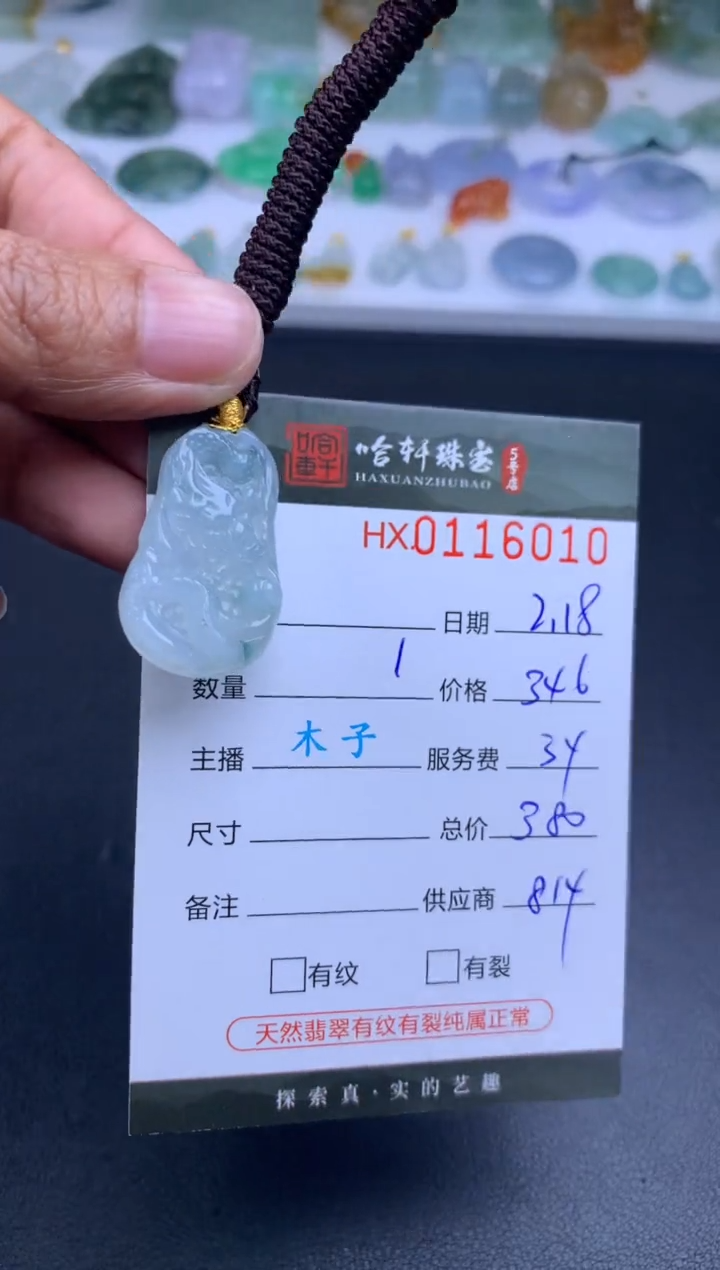 哈轩珠宝 5号店
HAXUANZHUBAO
HX.0116010
日期 2.18
数量 1 价格 346
主播 木子 服务费 34
尺寸 总价 380
备注 供应商 814
有纹 有裂
天然翡翠有纹有裂纯属正常
探索真·实的艺趣